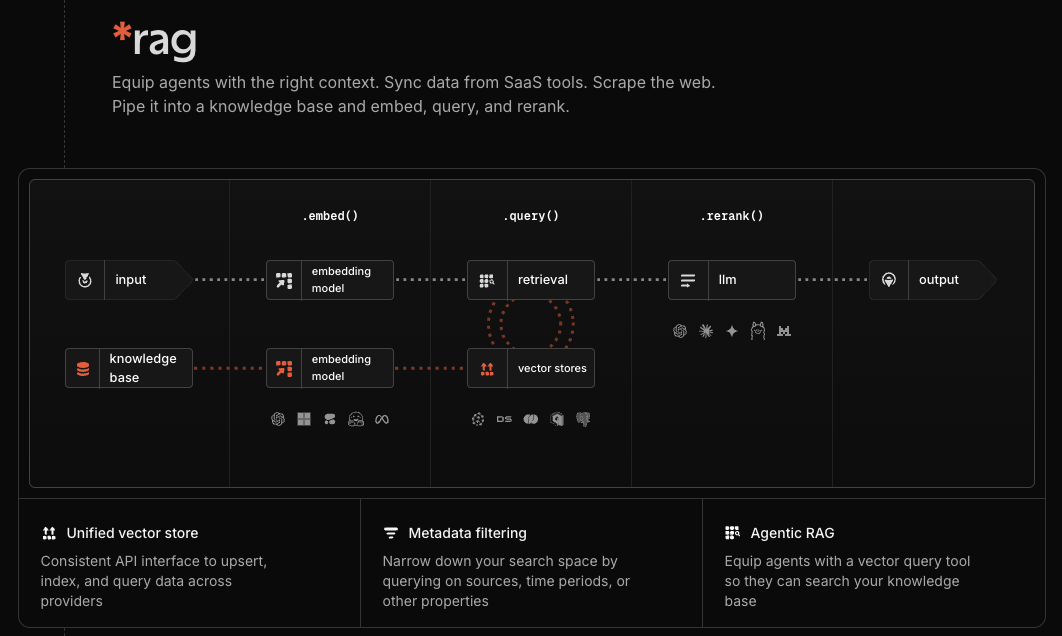 *rag
Equip agents with the right context. Sync data from SaaS tools. Scrape the web.
Pipe it into a knowledge base and embed, query, and rerank.
.embed()
.query()
.rerank()
input
embedding
model
retrieval
llm
output
knowledge
base
embedding
model
vector stores
DS
Unified vector store
Consistent API interface to upsert,
index, and query data across
providers
Metadata filtering
Narrow down your search space by
querying on sources, time periods, or
other properties
Agentic RAG
Equip agents with a vector query tool
so they can search your knowledge
base